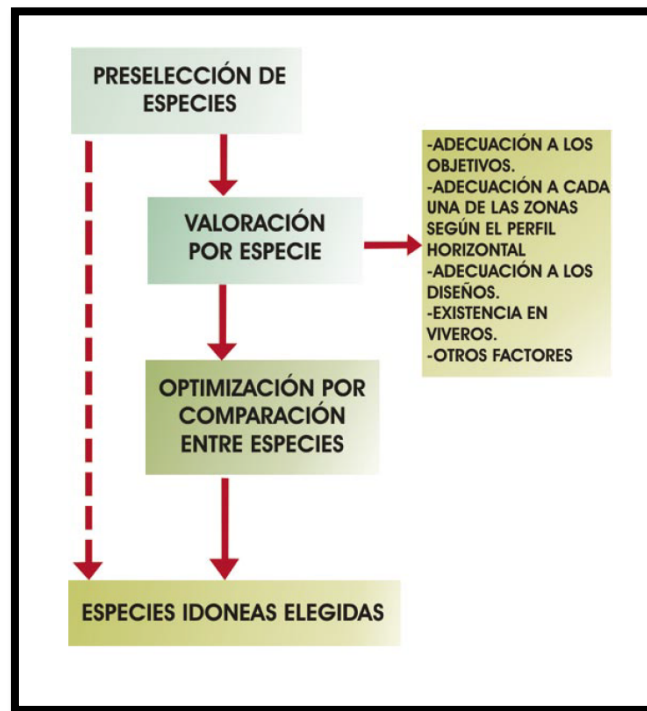 PRESELECCIÓN DE
ESPECIES
VALORACIÓN
POR ESPECIE
-ADECUACIÓN A LOS
OBJETIVOS.
-ADECUACIÓN A CADA
UNA DE LAS ZONAS
SEGÚN EL PERFIL
HORIZONTAL
-ADECUACIÓN A LOS
DISEÑOS.
-EXISTENCIA EN
VIVEROS.
-OTROS FACTORES
OPTIMIZACIÓN POR
COMPARACIÓN
ENTRE ESPECIES
ESPECIES IDONEAS ELEGIDAS